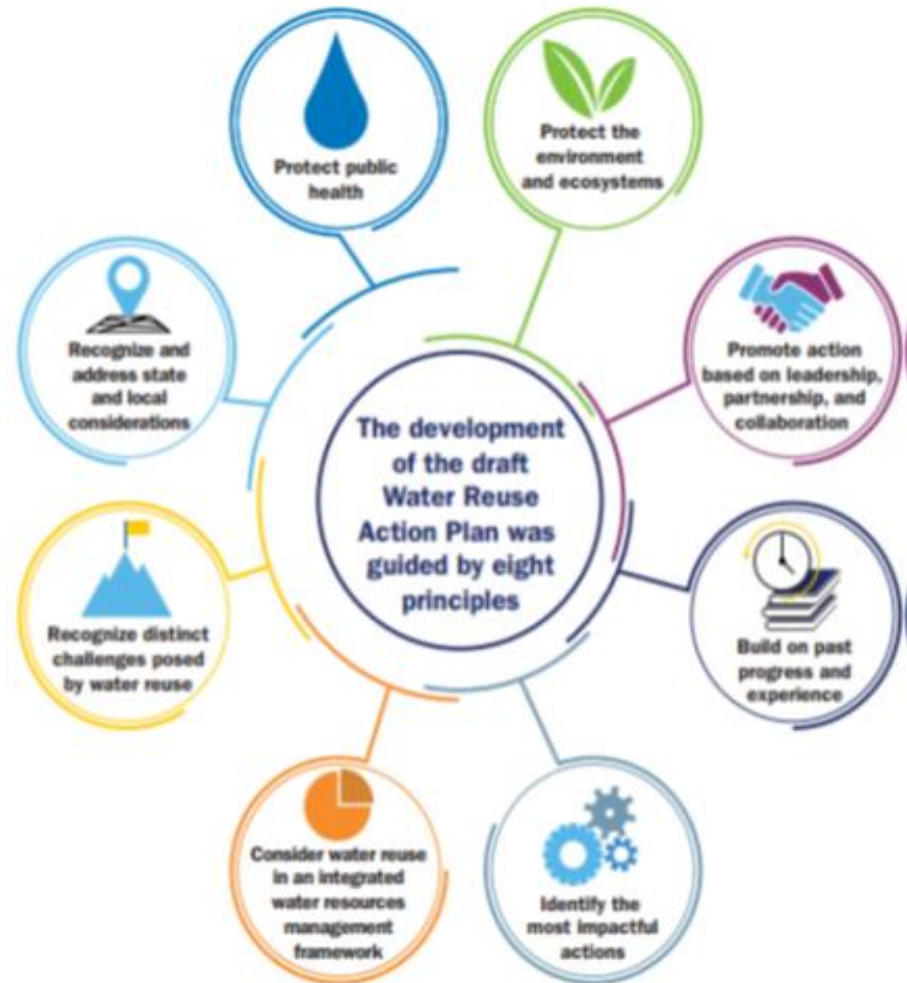 Protect public
health
Protect the
environment
and ecosystems
Promote action
based on leadership,
partnership, and
collaboration
Build on past
progress and
experience
Identify the
most impactful
actions
Consider water reuse
in an integrated
water resources
management
framework
Recognize distinct
challenges posed
by water reuse
Recognize and
address state
and local
considerations
The development
of the draft
Water Reuse
Action Plan was
guided by eight
principles